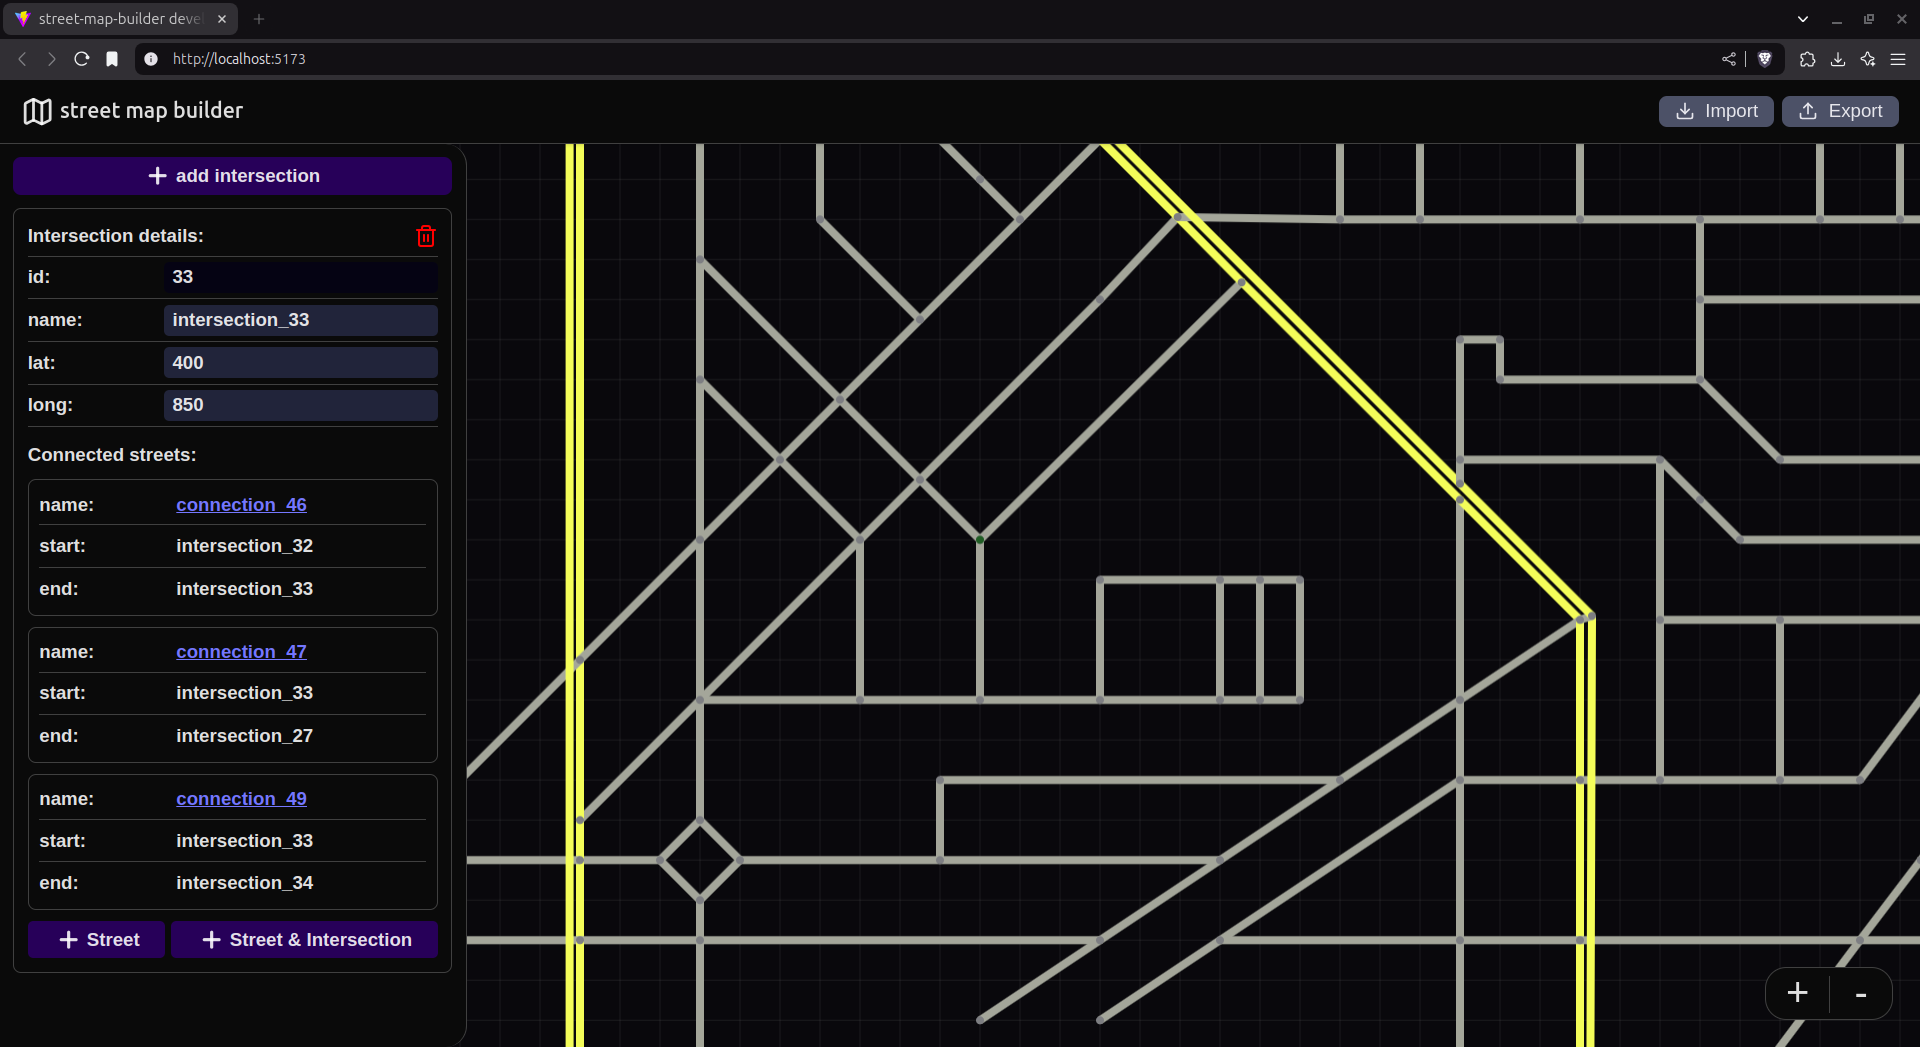 street-map-builder deve
http://localhost:5173
street map builder
Import
Export
+ add intersection
Intersection details:
id: 33
name: intersection_33
lat: 400
long: 850
Connected streets:
name: connection_46
start: intersection_32
end: intersection_33
name: connection_47
start: intersection_33
end: intersection_27
name: connection_49
start: intersection_33
end: intersection_34
+ Street
+ Street & Intersection
+ -